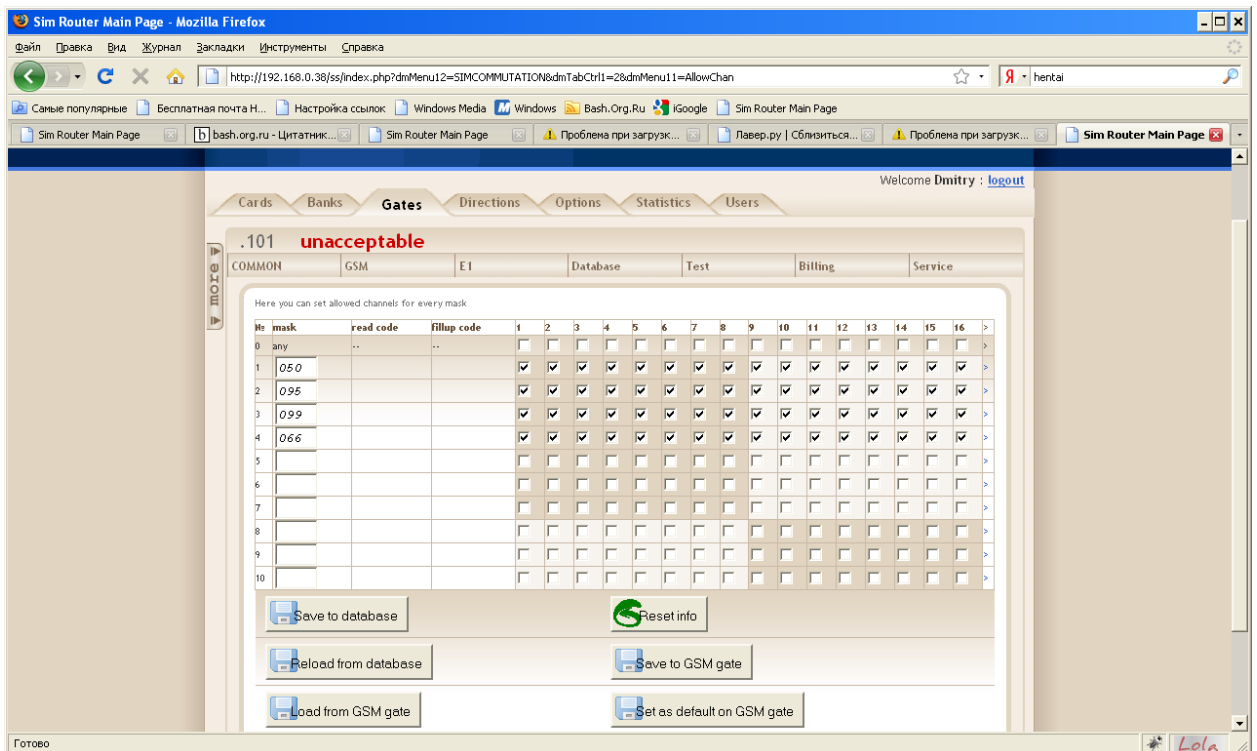 Sim Router Main Page - Mozilla Firefox
Файл Правка Вид Журнал Закладки Инструменты Справка
http://192.168.0.38/ss/index.php?dmMenu12=SIMCOMMUTATION&dmTabCtrl1=2&dmMenu11=AllowChan
Я hentai
Самые популярные Бесплатная почта H... Настройка ссылок Windows Media Windows Bash.Org.Ru iGoogle Sim Router Main Page
Sim Router Main Page bash.org.ru - Цитатник... Sim Router Main Page Проблема при загрузк... Лавер.ру | Сблизиться... Проблема при загрузк... Sim Router Main Page
Welcome Dmitry : logout
Cards Banks Gates Directions Options Statistics Users
.101 unacceptable
more
COMMON GSM E1 Database Test Billing Service
Here you can set allowed channels for every mask
№ mask read code fillup code 1 2 3 4 5 6 7 8 9 10 11 12 13 14 15 16 >
0 any -- -- >
1 050 >
2 095 >
3 099 >
4 066 >
5 >
6 >
7 >
8 >
9 >
10 >
Save to database Reset info
Reload from database Save to GSM gate
Load from GSM gate Set as default on GSM gate
Готово Lola